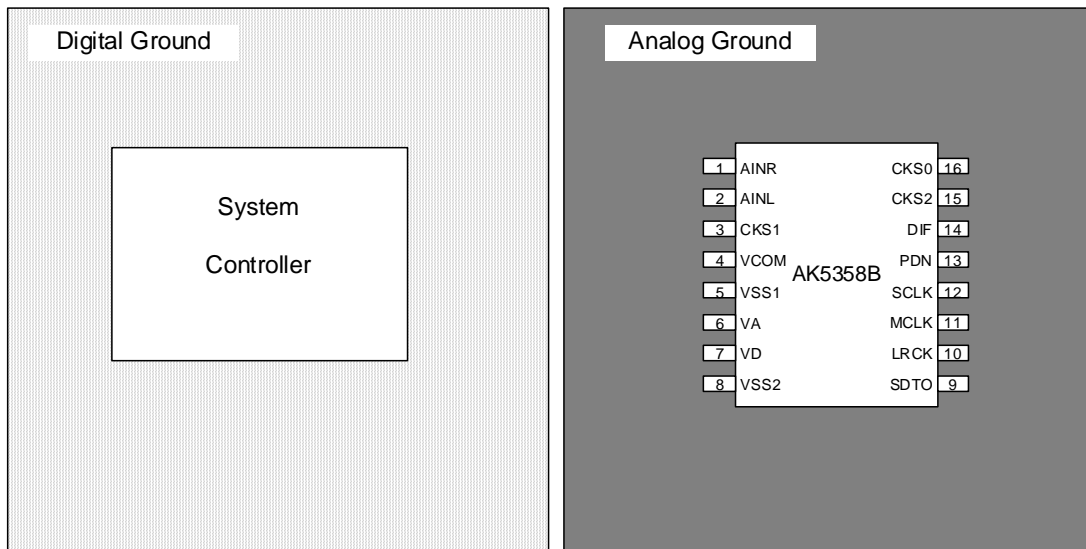 Digital Ground
System
Controller
Analog Ground
1 AINR
2 AINL
3 CKS1
4 VCOM
5 VSS1
6 VA
7 VD
8 VSS2
AK5358B
CKS0 16
CKS2 15
DIF 14
PDN 13
SCLK 12
MCLK 11
LRCK 10
SDTO 9